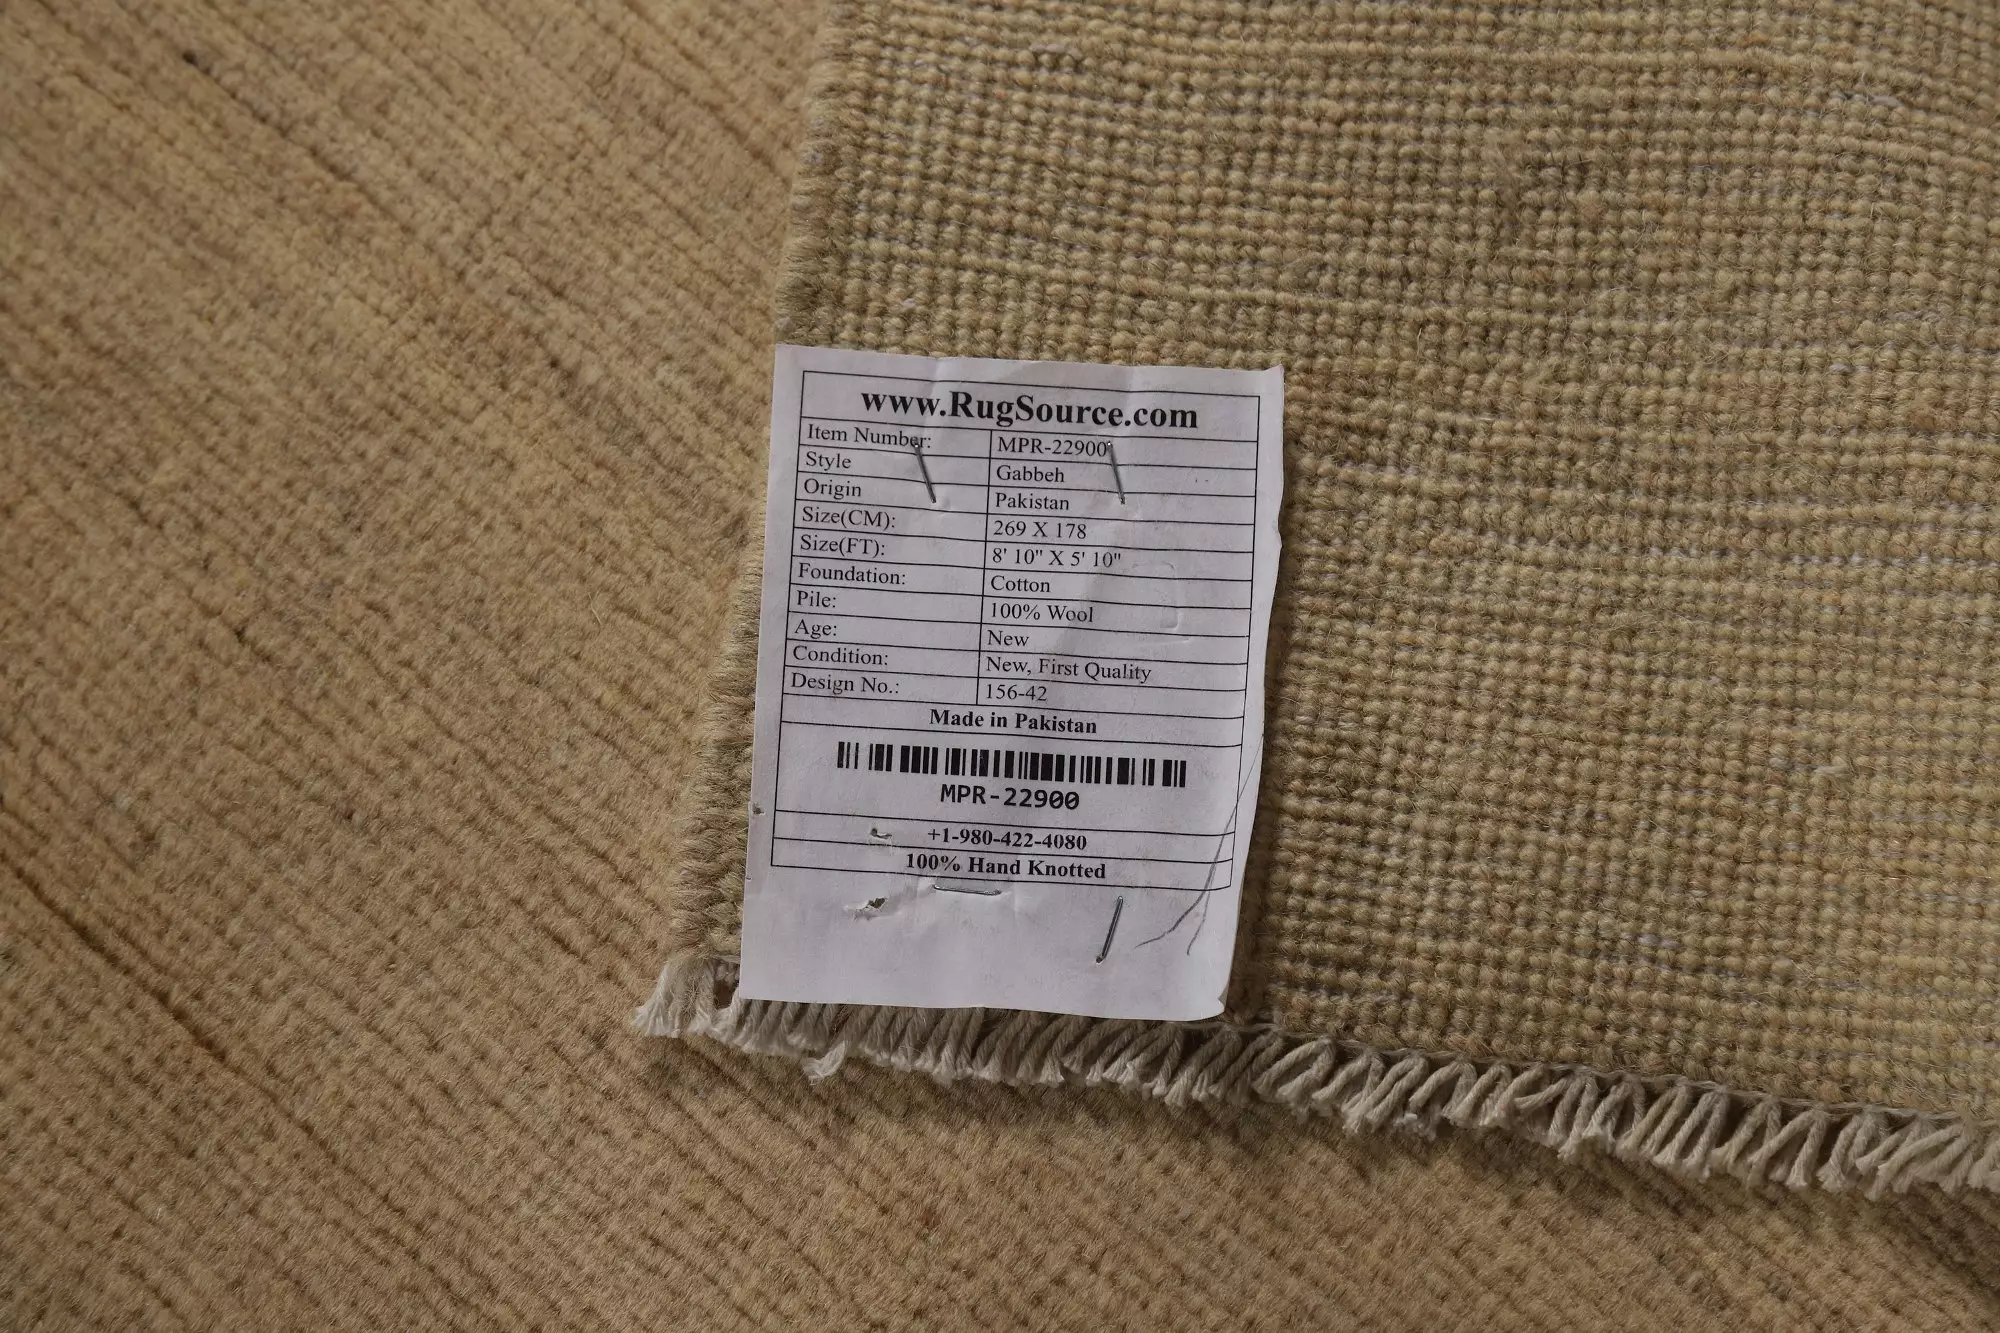 www.RugSource.com
Item Number: MPR-22900
Style Gabbeh
Origin Pakistan
Size(CM): 269 X 178
Size(FT): 8' 10" X 5' 10"
Foundation: Cotton
Pile: 100% Wool
Age: New
Condition: New, First Quality
Design No.: 156-42
Made in Pakistan
MPR-22900
+1-980-422-4080
100% Hand Knotted